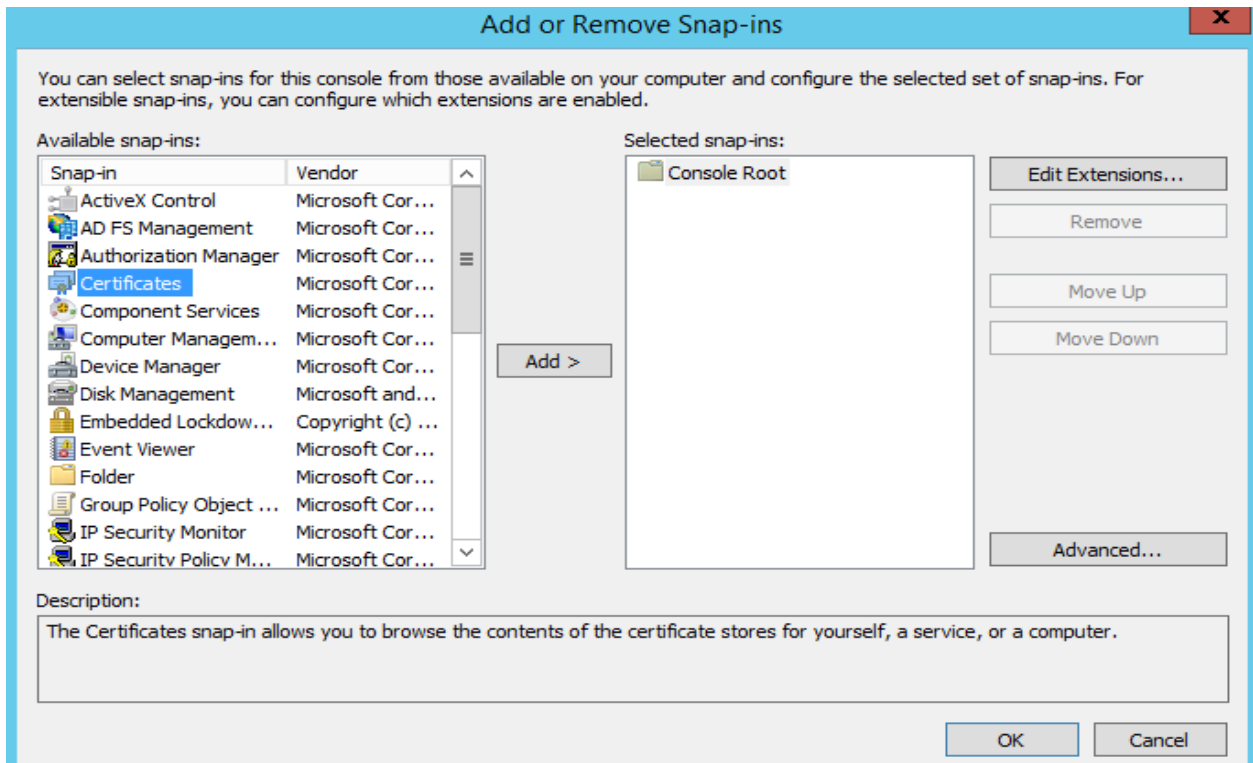 Add or Remove Snap-ins
x
You can select snap-ins for this console from those available on your computer and configure the selected set of snap-ins. For
extensible snap-ins, you can configure which extensions are enabled.
Available snap-ins:
Snap-in Vendor
ActiveX Control Microsoft Cor...
AD FS Management Microsoft Cor...
Authorization Manager Microsoft Cor...
Certificates Microsoft Cor...
Component Services Microsoft Cor...
Computer Managem... Microsoft Cor...
Device Manager Microsoft Cor...
Disk Management Microsoft and...
Embedded Lockdow... Copyright (c) ...
Event Viewer Microsoft Cor...
Folder Microsoft Cor...
Group Policy Object ... Microsoft Cor...
IP Security Monitor Microsoft Cor...
IP Security Policy M... Microsoft Cor...
Add >
Selected snap-ins:
Console Root
Edit Extensions...
Remove
Move Up
Move Down
Advanced...
Description:
The Certificates snap-in allows you to browse the contents of the certificate stores for yourself, a service, or a computer.
OK
Cancel